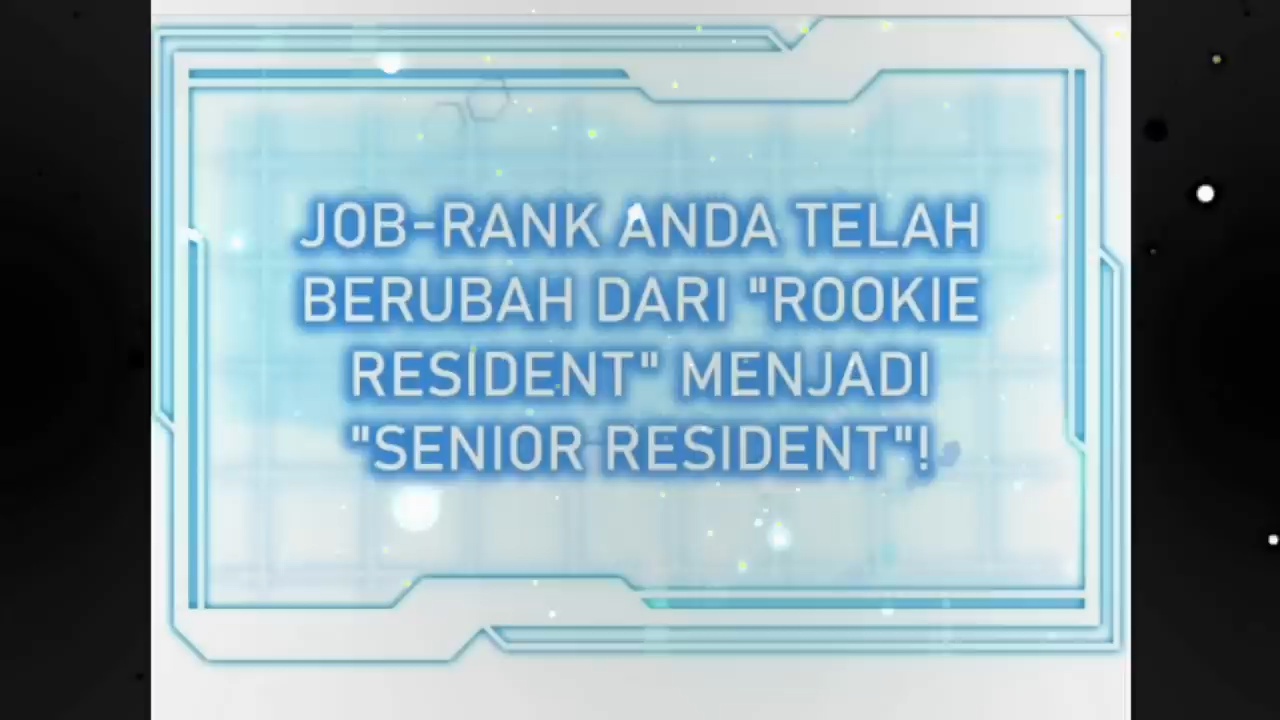 JOB-RANK ANDA TELAH
BERUBAH DARI "ROOKIE
RESIDENT" MENJADI
"SENIOR RESIDENT"!